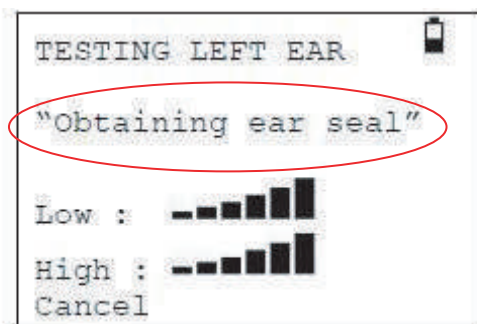 TESTING LEFT EAR
“Obtaining ear seal”
Low :
High :
Cancel